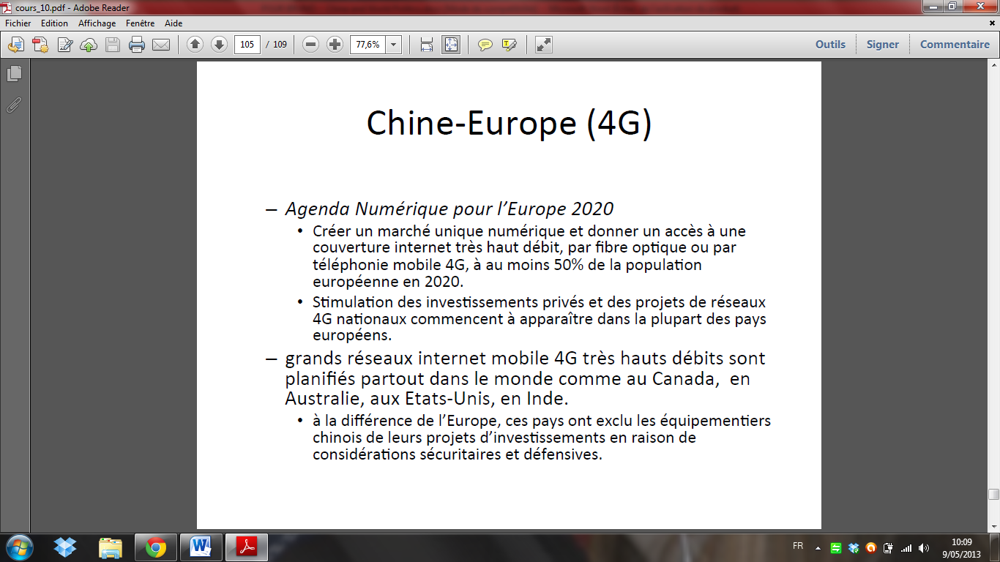 cours_10.pdf - Adobe Reader
Fichier Edition Affichage Fenêtre Aide
105 / 109 77,6% Outils Signer Commentaire
Chine-Europe (4G)
– Agenda Numérique pour l’Europe 2020
• Créer un marché unique numérique et donner un accès à une
couverture internet très haut débit, par fibre optique ou par
téléphonie mobile 4G, à au moins 50% de la population
européenne en 2020.
• Stimulation des investissements privés et des projets de réseaux
4G nationaux commencent à apparaître dans la plupart des pays
européens.
– grands réseaux internet mobile 4G très hauts débits sont
planifiés partout dans le monde comme au Canada, en
Australie, aux Etats-Unis, en Inde.
• à la différence de l’Europe, ces pays ont exclu les équipementiers
chinois de leurs projets d’investissements en raison de
considérations sécuritaires et défensives.
FR
10:09
9/05/2013